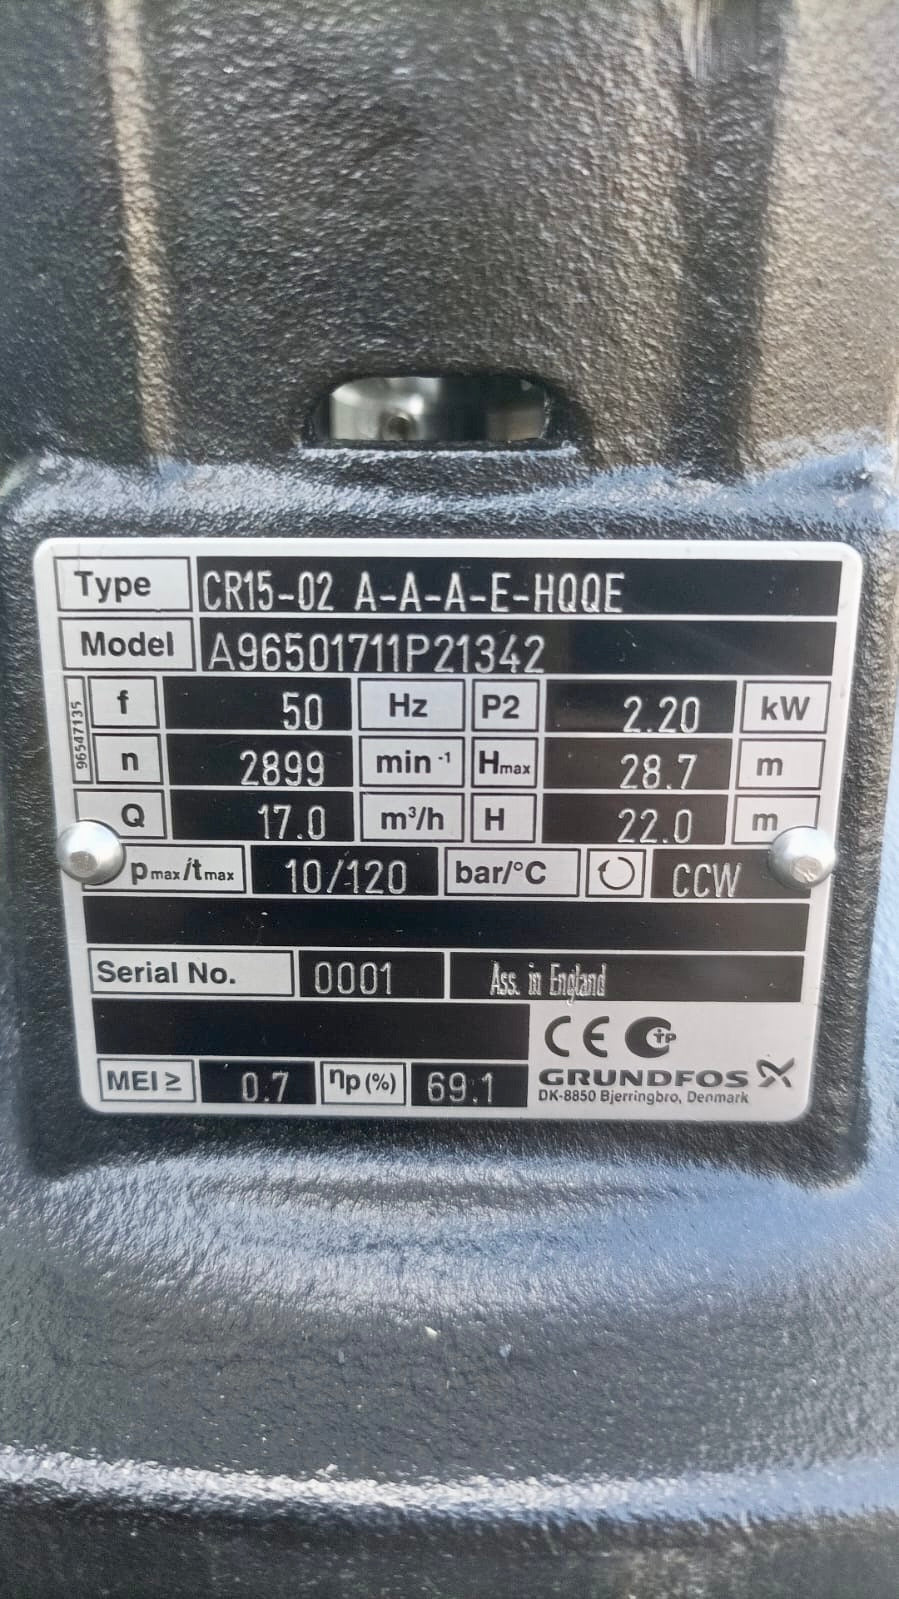 Type CR15-02 A-A-A-E-HQQE
Model A96501711P21342
96547135
f 50 Hz P2 2.20 kW
n 2899 min⁻¹ Hmax 28.7 m
Q 17.0 m³/h H 22.0 m
pmax/tmax 10/120 bar/°C CCW
Serial No. 0001 Ass. in England
CE TP
MEI ≥ 0.7 ηp(%) 69.1 GRUNDFOS
DK-8850 Bjerringbro, Denmark